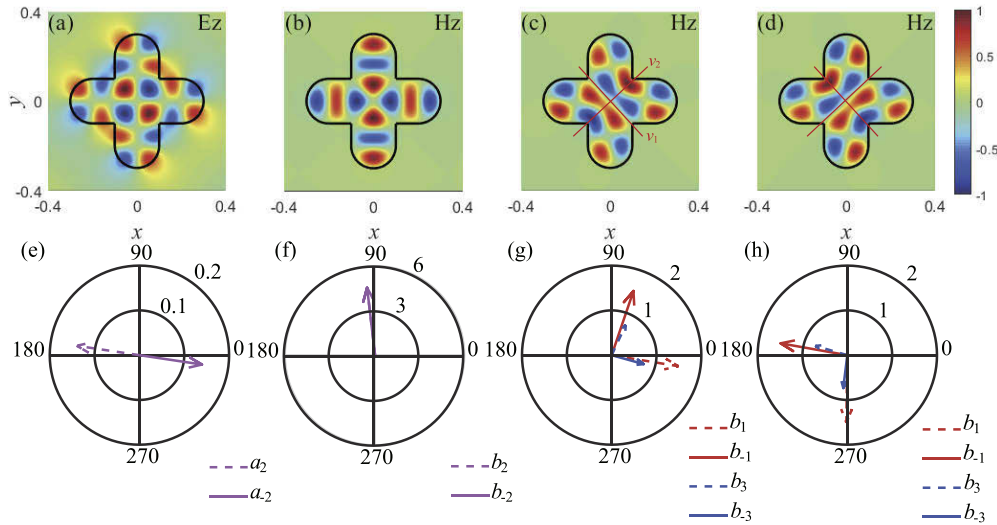 (a) Ez (b) Hz (c) Hz (d) Hz
1
0.5
0
-0.5
-1
0.4
y 0
-0.4
v2
v1
-0.4 0 0.4 -0.4 0 0.4 -0.4 0 0.4 -0.4 0 0.4
x x x x
(e) 90 0.2 (f) 90 6 (g) 90 2 (h) 90 2
0.1 3 1 1
180 0 180 0 180 0 180 0
270 270 270 270
a2 b2 b1 b1
a-2 b-2 b-1 b-1
b3 b3
b-3 b-3